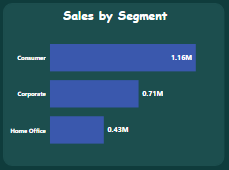 Sales by Segment
Consumer 1.16M
Corporate 0.71M
Home Office 0.43M